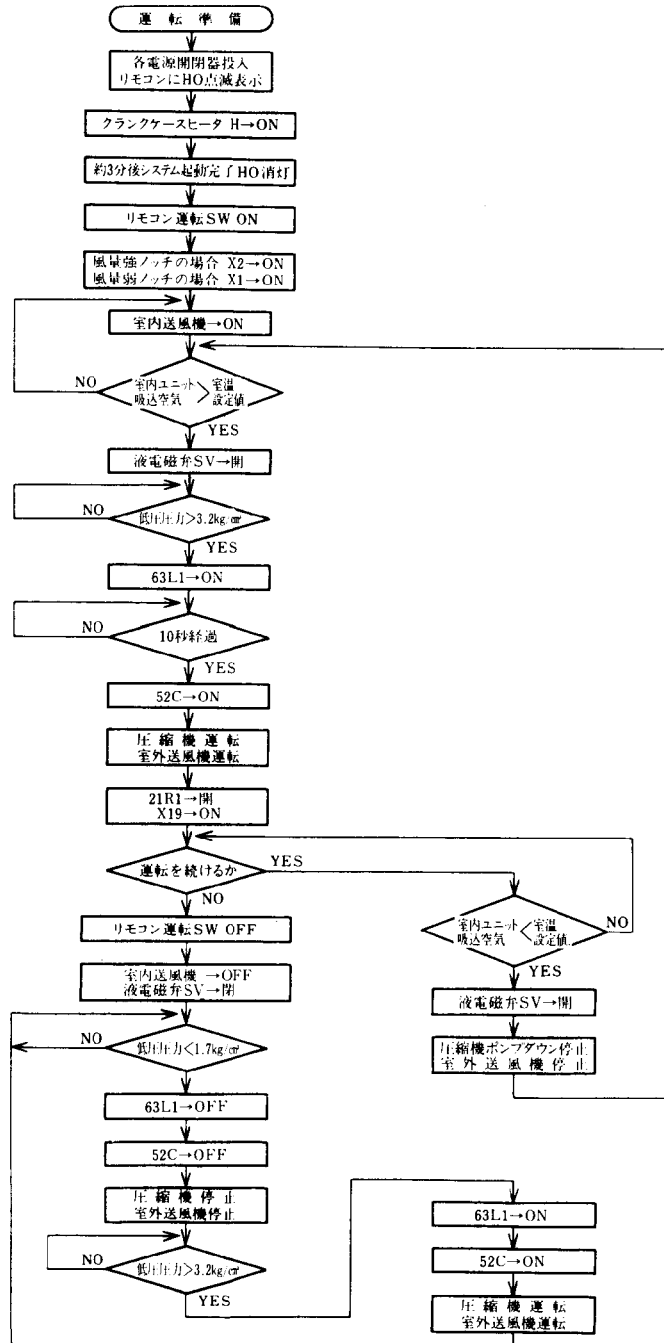 運転準備
各電源開閉器投入
リモコンにHO点滅表示
クランクケースヒータ H→ON
約3分後システム起動完了HO消灯
リモコン運転SW ON
風量強ノッチの場合 X2→ON
風量弱ノッチの場合 X1→ON
室内送風機→ON
NO
室内ユニット > 室温
吸込空気 設定値
YES
液電磁弁SV→開
NO
低圧圧力>3.2kg/c㎡
YES
63L1→ON
NO
10秒経過
YES
52C→ON
圧縮機運転
室外送風機運転
21R1→開
X19→ON
運転を続けるか
YES
NO
室内ユニット < 室温
吸込空気 設定値
NO
YES
液電磁弁SV→開
圧縮機ポンプダウン停止
室外送風機停止
リモコン運転SW OFF
室内送風機→OFF
液電磁弁SV→閉
NO
低圧圧力<1.7kg/c㎡
YES
63L1→OFF
52C→OFF
圧縮機停止
室外送風機停止
NO
低圧圧力>3.2kg/c㎡
YES
63L1→ON
52C→ON
圧縮機運転
室外送風機運転